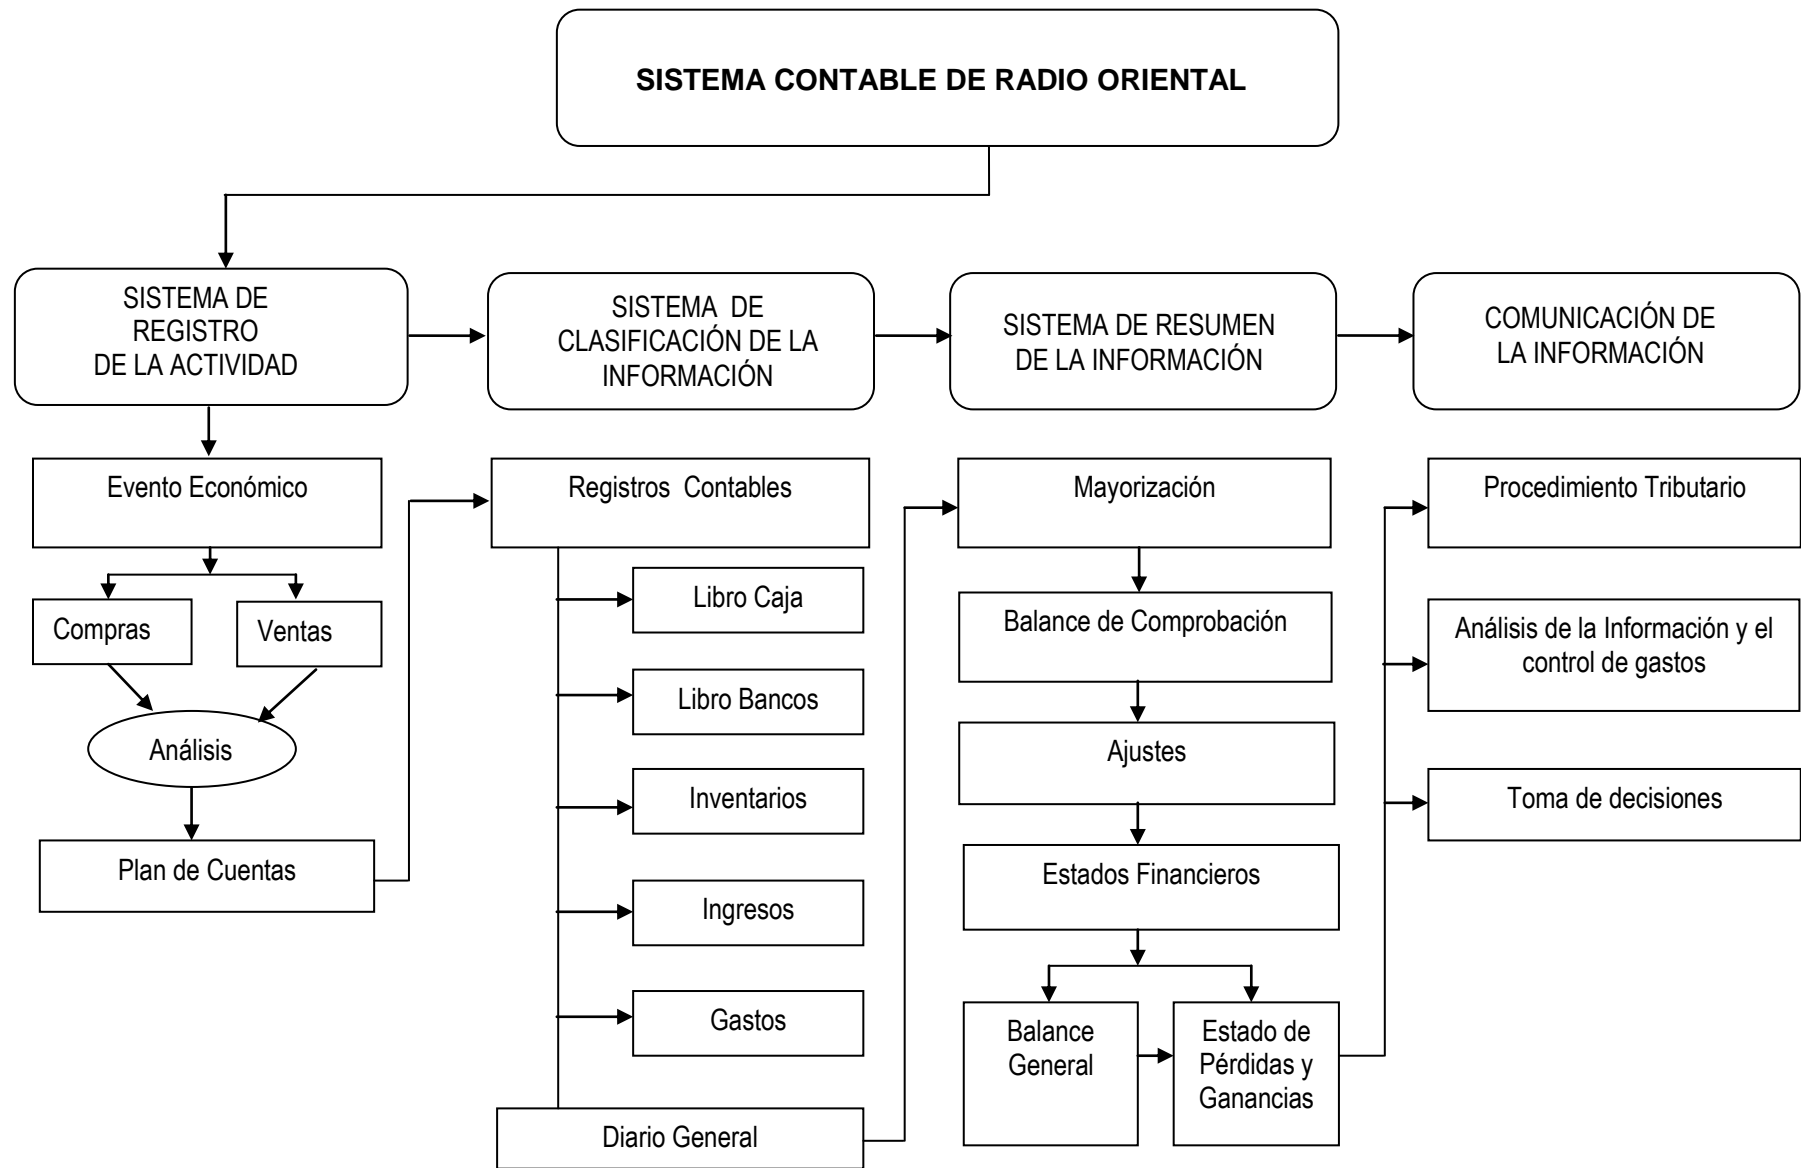 SISTEMA CONTABLE DE RADIO ORIENTAL
SISTEMA DE
REGISTRO
DE LA ACTIVIDAD
SISTEMA DE
CLASIFICACIÓN DE LA
INFORMACIÓN
SISTEMA DE RESUMEN
DE LA INFORMACIÓN
COMUNICACIÓN DE
LA INFORMACIÓN
Evento Económico
Compras
Ventas
Análisis
Plan de Cuentas
Registros Contables
Libro Caja
Libro Bancos
Inventarios
Ingresos
Gastos
Diario General
Mayorización
Balance de Comprobación
Ajustes
Estados Financieros
Balance
General
Estado de
Pérdidas y
Ganancias
Procedimiento Tributario
Análisis de la Información y el
control de gastos
Toma de decisiones